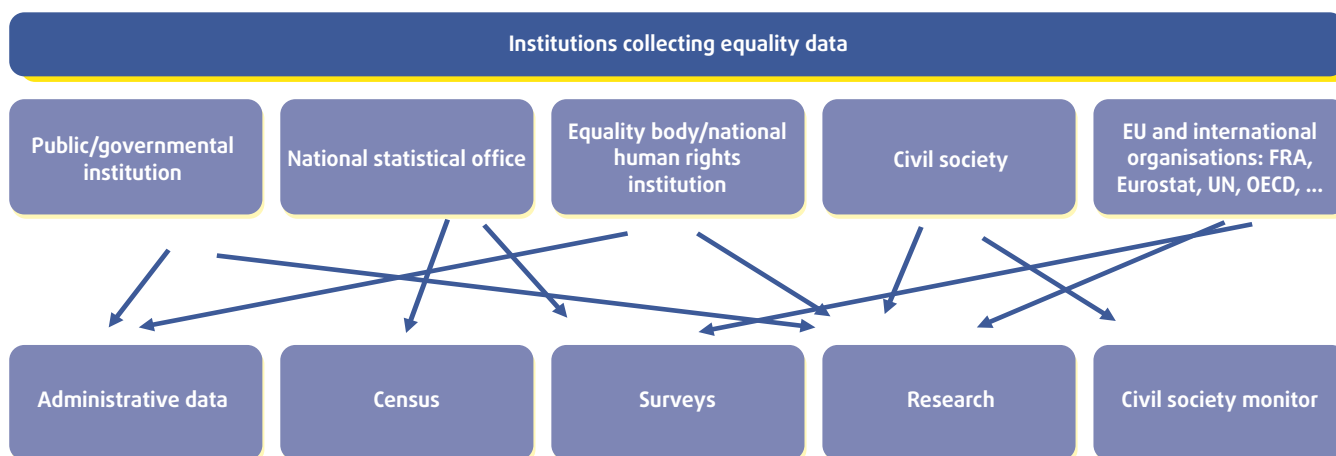 Institutions collecting equality data
Public/governmental
institution
National statistical office
Equality body/national
human rights
institution
Civil society
EU and international
organisations: FRA,
Eurostat, UN, OECD, ...
Administrative data
Census
Surveys
Research
Civil society monitor